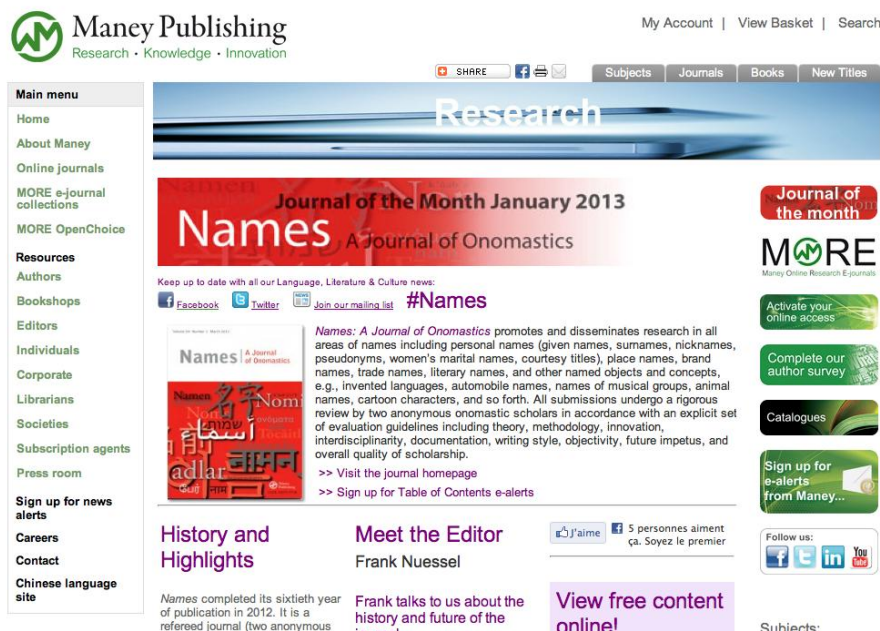 Maney Publishing
Research • Knowledge • Innovation
My Account | View Basket | Search
SHARE
Subjects
Journals
Books
New Titles
Main menu
Home
About Maney
Online journals
MORE e-journal
collections
MORE OpenChoice
Resources
Authors
Bookshops
Editors
Individuals
Corporate
Librarians
Societies
Subscription agents
Press room
Sign up for news
alerts
Careers
Contact
Chinese language
site
Research
Journal of the Month January 2013
Names A Journal of Onomastics
Keep up to date with all our Language, Literature & Culture news:
Facebook Twitter Join our mailing list #Names
Names A Journal of Onomastics
Namen 名字 Nomi
שמות ονόματα
أسماء
adlar नामन्
Names: A Journal of Onomastics promotes and disseminates research in all
areas of names including personal names (given names, surnames, nicknames,
pseudonyms, women's marital names, courtesy titles), place names, brand
names, trade names, literary names, and other named objects and concepts,
e.g., invented languages, automobile names, names of musical groups, animal
names, cartoon characters, and so forth. All submissions undergo a rigorous
review by two anonymous onomastic scholars in accordance with an explicit set
of evaluation guidelines including theory, methodology, innovation,
interdisciplinarity, documentation, writing style, objectivity, future impetus, and
overall quality of scholarship.
>> Visit the journal homepage
>> Sign up for Table of Contents e-alerts
History and
Highlights
Names completed its sixtieth year
of publication in 2012. It is a
refereed journal (two anonymous
Meet the Editor
Frank Nuessel
Frank talks to us about the
history and future of the
J'aime
5 personnes aiment
ça. Soyez le premier
View free content
online!
Journal of
the month
MORE
Maney Online Research E-journals
Activate your
online access
Complete our
author survey
Catalogues
Sign up for
e-alerts
from Maney...
Follow us:
You Tube
Subjects: